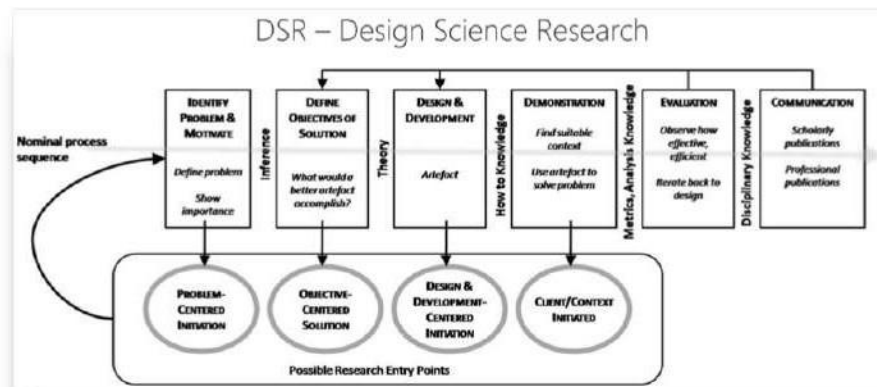 DSR – Design Science Research
Nominal process
sequence
IDENTIFY
PROBLEM &
MOTIVATE
Define problem
Show
importance
Inference
DEFINE
OBJECTIVES OF
SOLUTION
What would a
better artefact
accomplish?
Theory
DESIGN &
DEVELOPMENT
Artefact
How to Knowledge
DEMONSTRATION
Find suitable
context
Use artefact to
solve problem
Metrics, Analysis Knowledge
EVALUATION
Observe how
effective,
efficient
Iterate back to
design
Disciplinary Knowledge
COMMUNICATION
Scholarly
publications
Professional
publications
PROBLEM-
CENTERED
INITIATION
OBJECTIVE-
CENTERED
SOLUTION
DESIGN &
DEVELOPMENT-
CENTERED
INITIATION
CLIENT/CONTEXT
INITIATED
Possible Research Entry Points